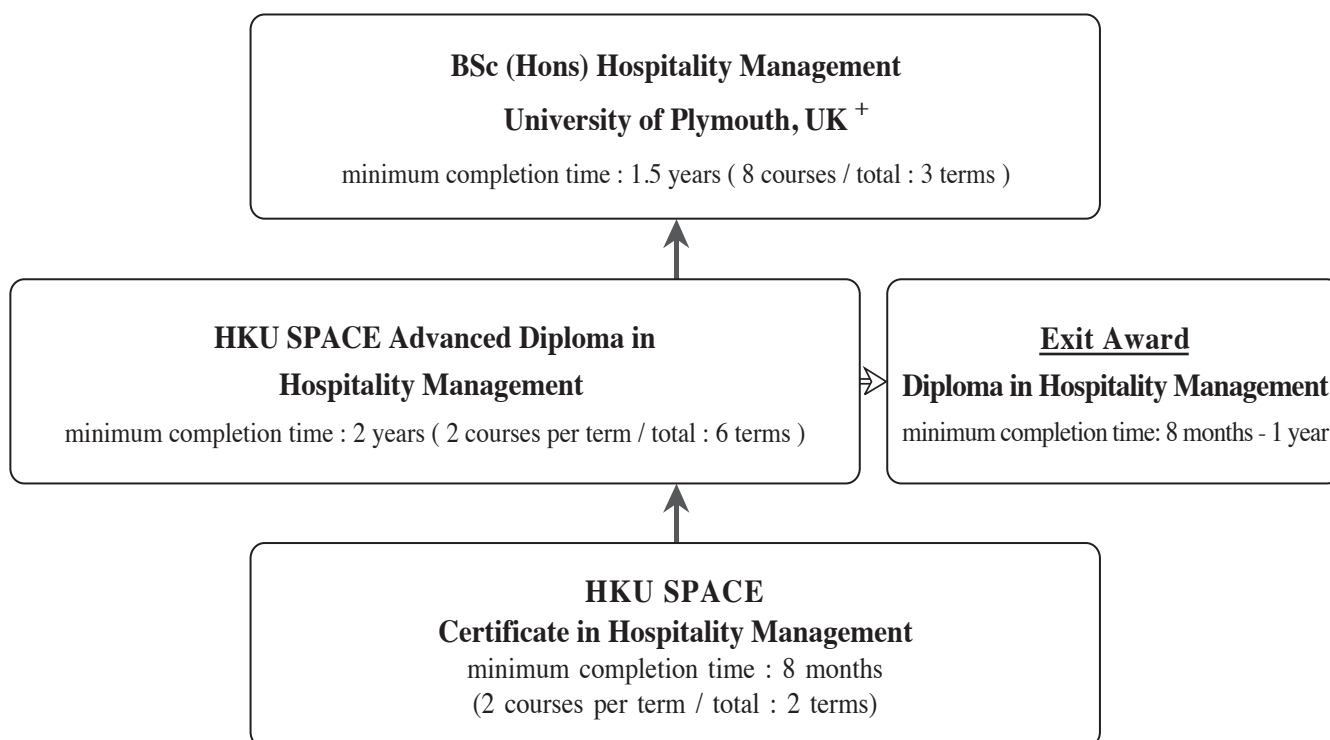 BSc (Hons) Hospitality Management
University of Plymouth, UK +
minimum completion time : 1.5 years ( 8 courses / total : 3 terms )
HKU SPACE Advanced Diploma in
Hospitality Management
minimum completion time : 2 years ( 2 courses per term / total : 6 terms )
Exit Award
Diploma in Hospitality Management
minimum completion time: 8 months - 1 year
HKU SPACE
Certificate in Hospitality Management
minimum completion time : 8 months
(2 courses per term / total : 2 terms)